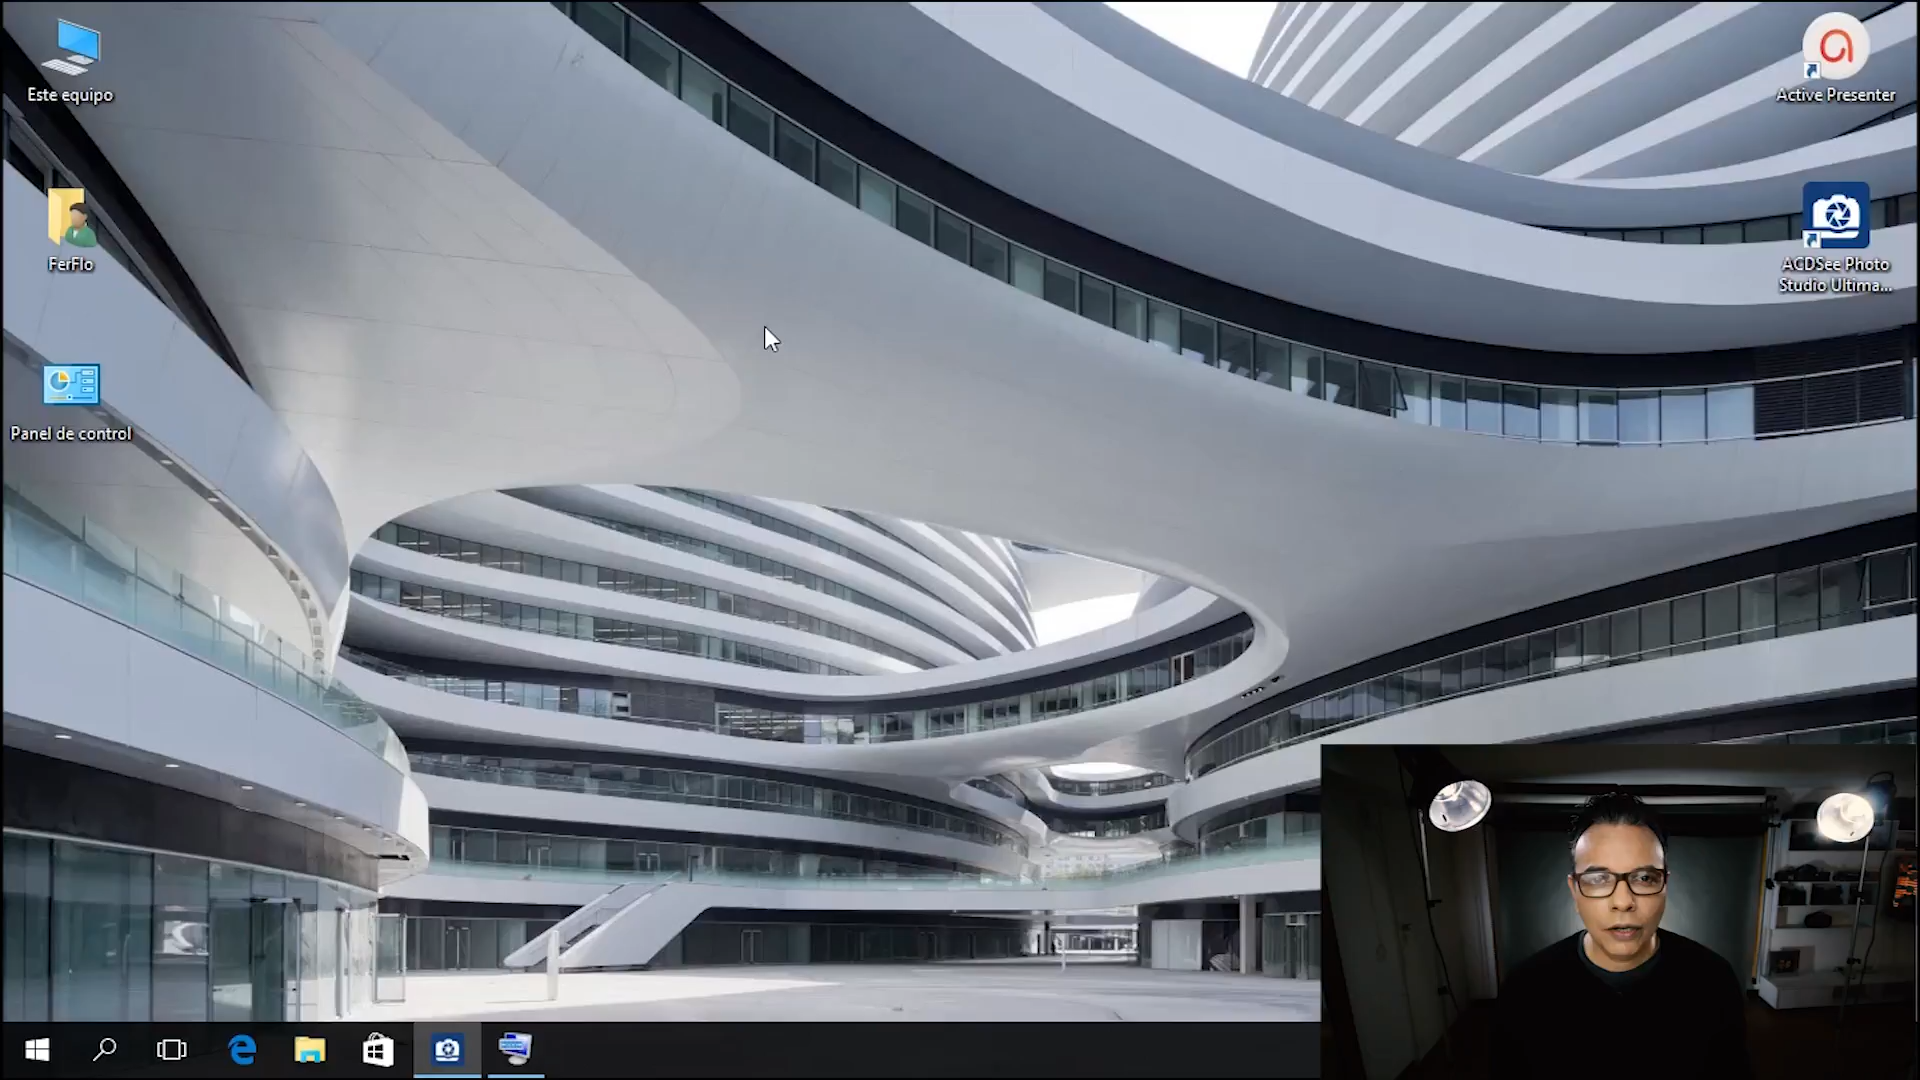 Este equipo
FerFlo
Panel de control
Active Presenter
ACDSee Photo
Studio Ultima...